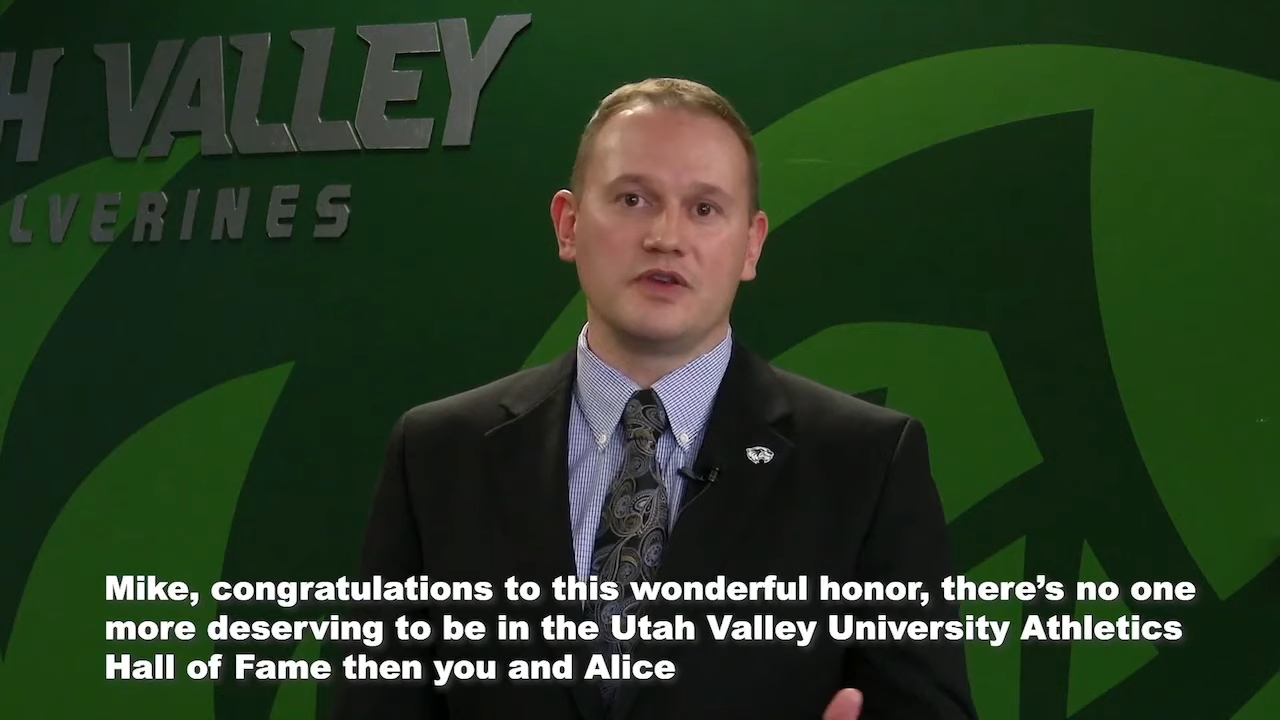 H VALLEY
LVERINES
Mike, congratulations to this wonderful honor, there's no one
more deserving to be in the Utah Valley University Athletics
Hall of Fame then you and Alice